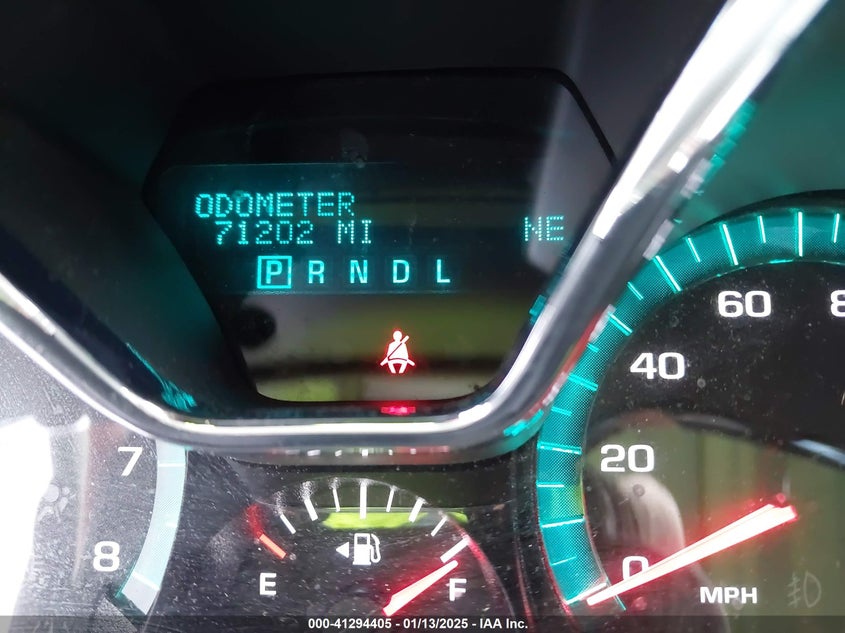 ODOMETER
71202 MI NE
P R N D L
60
40
20
0
MPH
7
8
E F
000-41294405 - 01/13/2025 - IAA Inc.